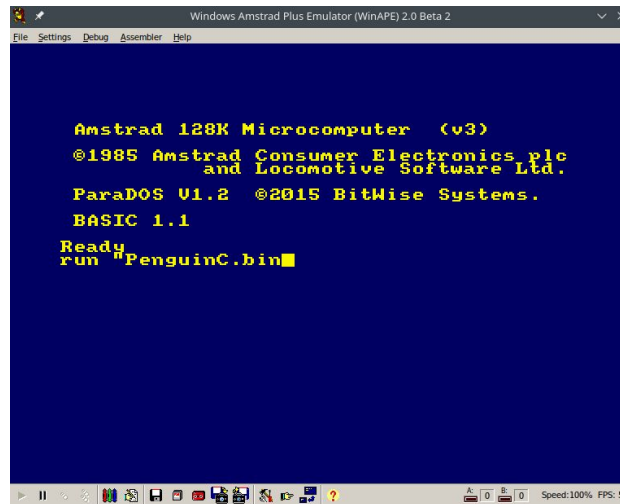 Windows Amstrad Plus Emulator (WinAPE) 2.0 Beta 2
File Settings Debug Assembler Help
Amstrad 128K Microcomputer (v3)
©1985 Amstrad Consumer Electronics plc
and Locomotive Software Ltd.
ParaDOS V1.2 ©2015 BitWise Systems.
BASIC 1.1
Ready
run "PenguinC.bin
A: 0 B: 0 Speed:100% FPS: